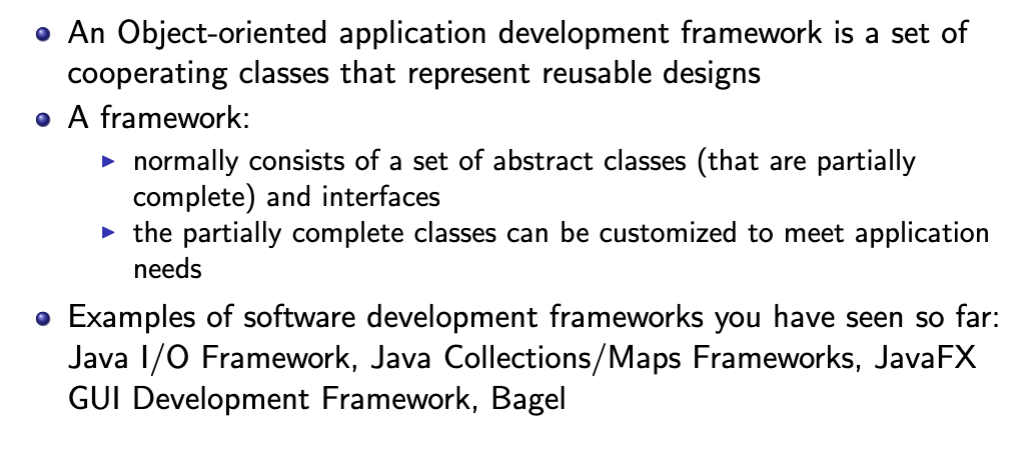 An Object-oriented application development framework is a set of
cooperating classes that represent reusable designs
A framework:
normally consists of a set of abstract classes (that are partially
complete) and interfaces
the partially complete classes can be customized to meet application
needs
Examples of software development frameworks you have seen so far:
Java I/O Framework, Java Collections/Maps Frameworks, JavaFX
GUI Development Framework, Bagel